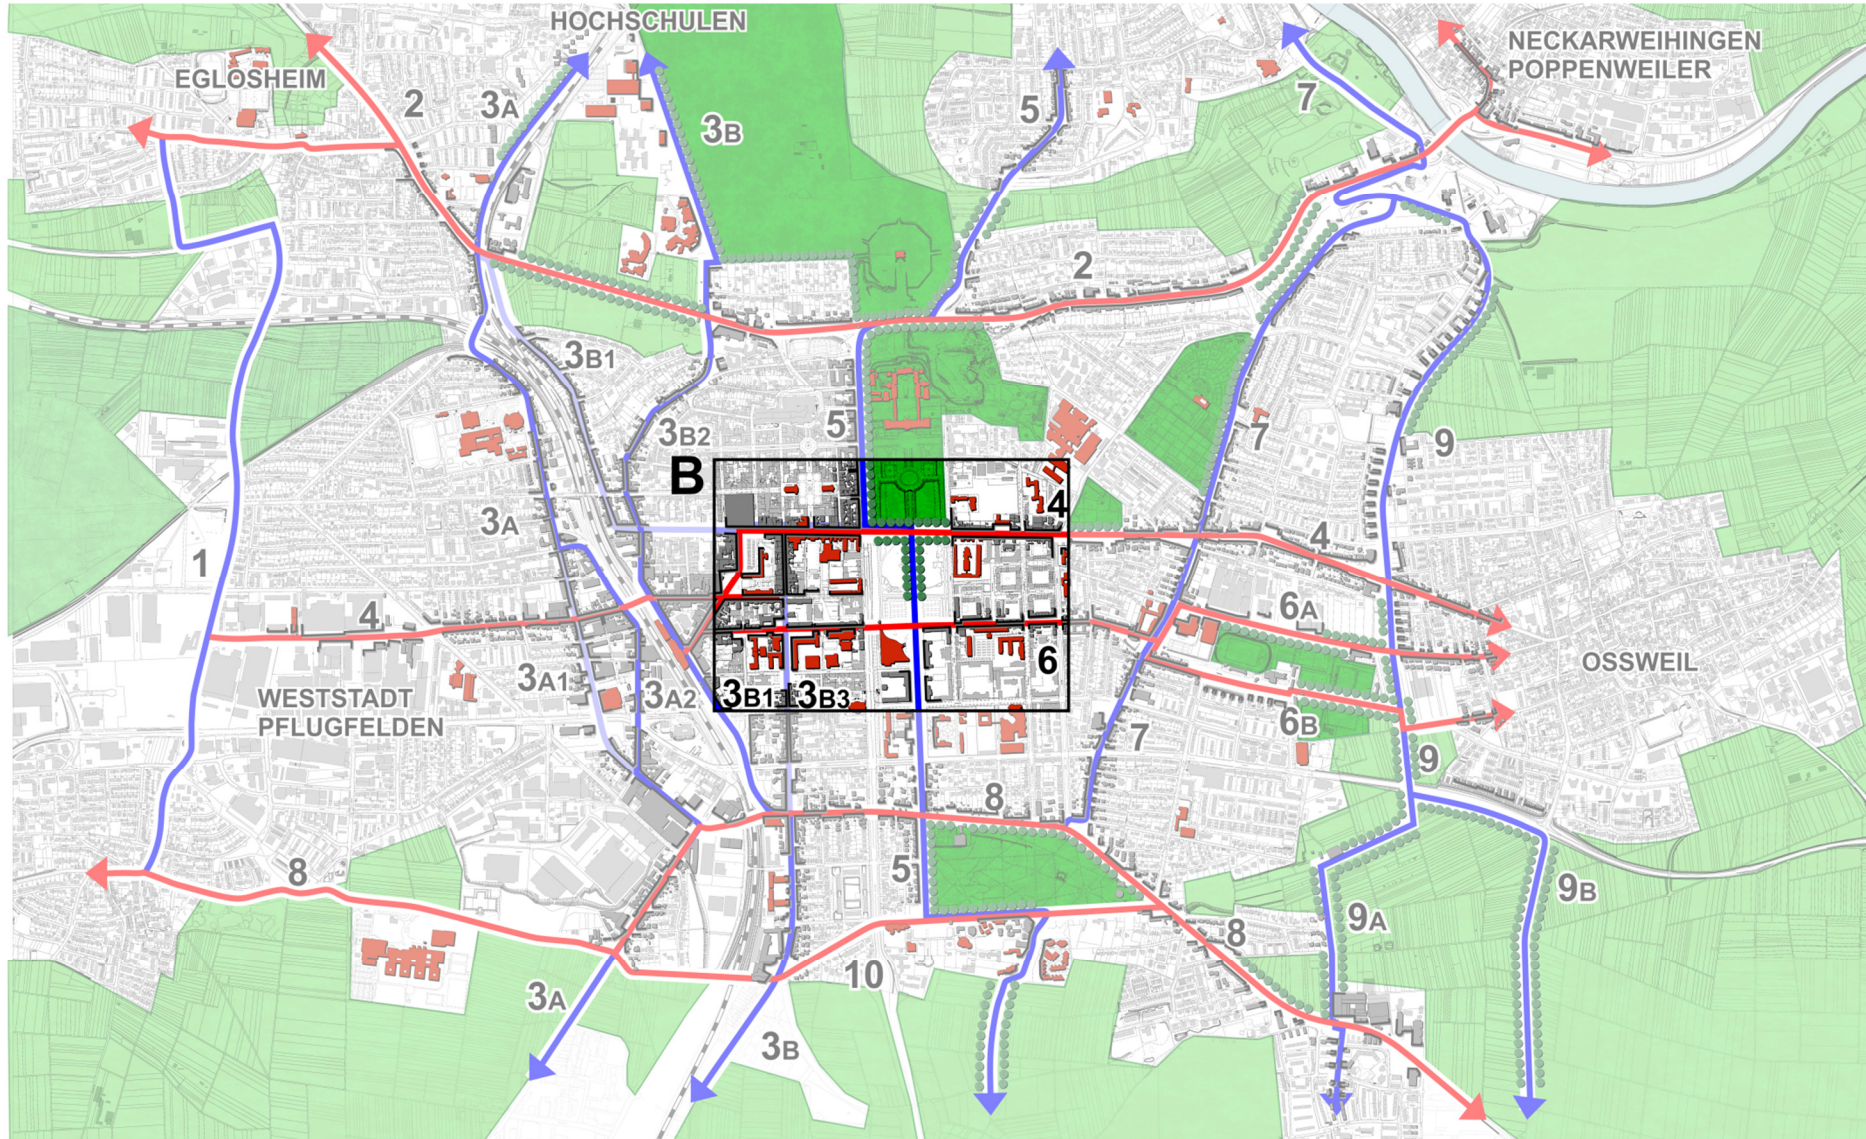 HOCHSCHULEN
NECKARWEIHINGEN
POPPENWEILER
EGLOSHEIM
2
3A
3B
5
7
2
3B1
3B2
5
7
9
B
4
3A
4
1
4
6A
6
OSSWEIL
3A1
3A2
3B1
3B3
WESTSTADT
PFLUGFELDEN
6B
7
9
8
8
5
9A
9B
8
10
3A
3B